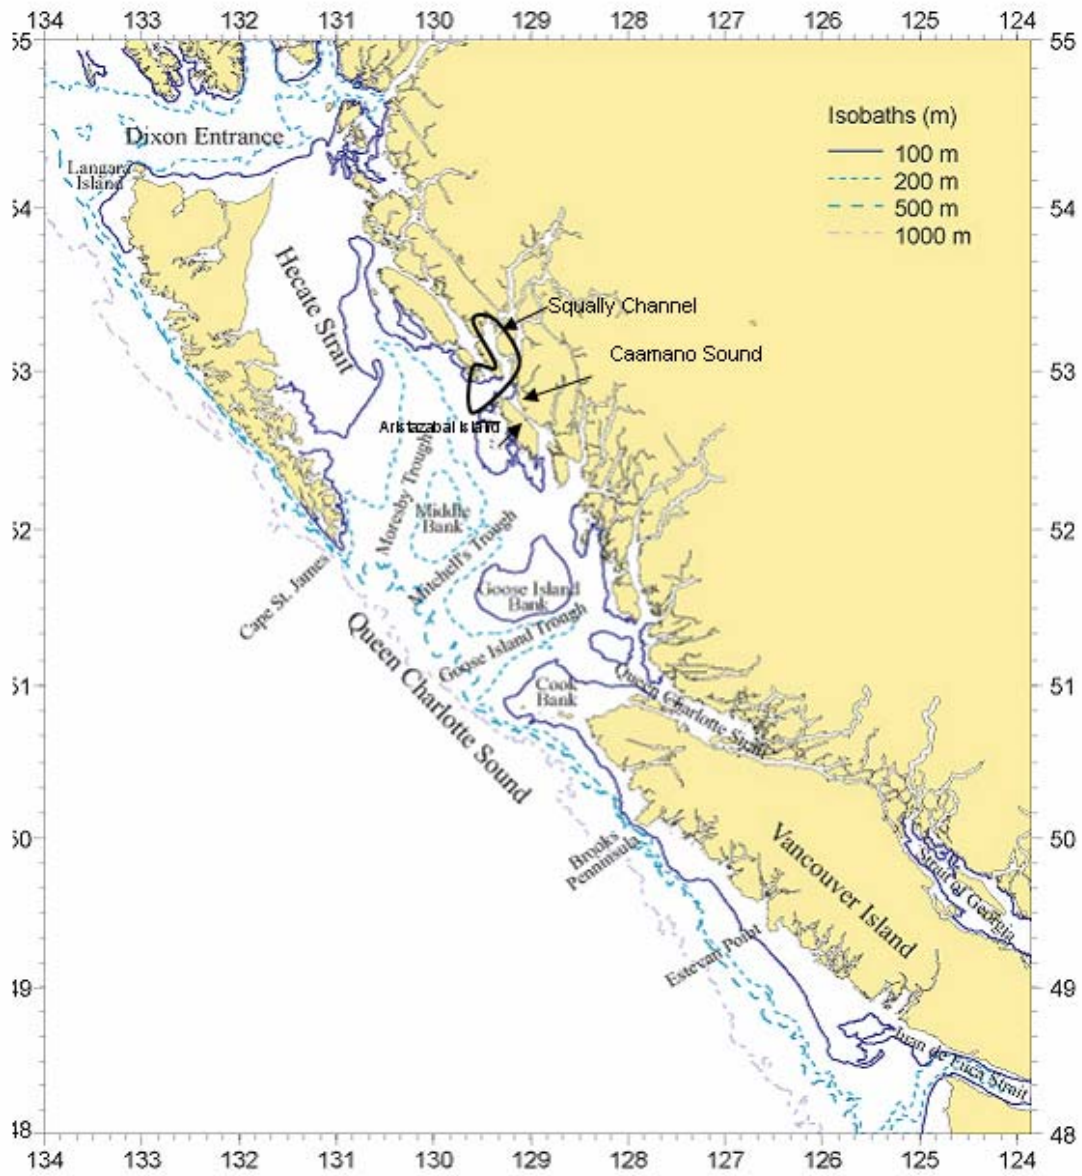 134 133 132 131 130 129 128 127 126 125 124
55 55
Isobaths (m)
100 m
200 m
500 m
1000 m
Dixon Entrance
Langara
Island
54 54
Hecate Strait
Squally Channel
Caamano Sound
53 53
Aristazabal Island
Moresby Trough
Middle
Bank
Mitchell's Trough
52 52
Cape St. James
Goose Island
Bank
Goose Island Trough
Queen Charlotte Sound
51 51
Cook
Bank
Queen Charlotte Strait
50 50
Brooks
Penninsula
Vancouver Island
Strait of Georgia
Estevan Point
49 49
Juan de Fuca Strait
48 48
134 133 132 131 130 129 128 127 126 125 124